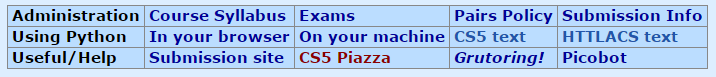 Administration Course Syllabus Exams Pairs Policy Submission Info
Using Python In your browser On your machine CS5 text HTTLACS text
Useful/Help Submission site CS5 Piazza Grutoring! Picobot